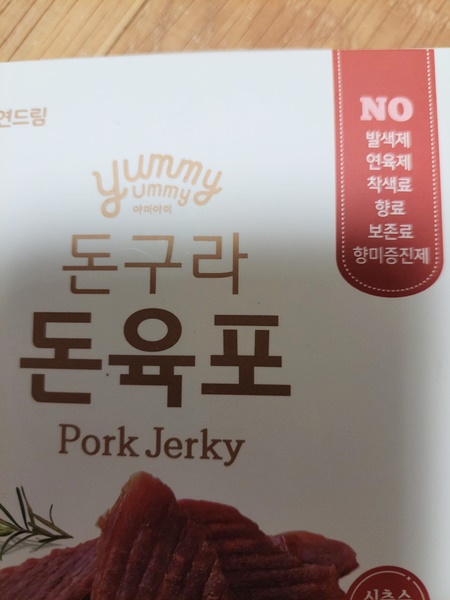 연드림
yummy
ummy
야미야미
돈구라
돈육포
Pork Jerky
NO
발색제
연육제
착색료
향료
보존료
향미증진제